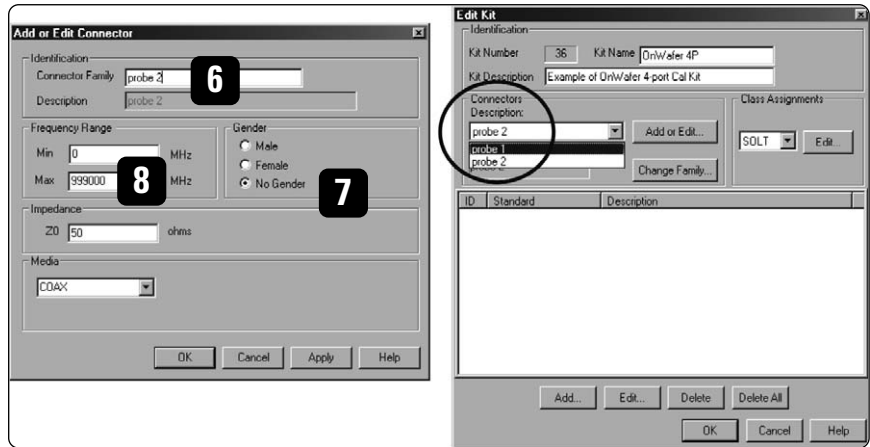 Add or Edit Connector
Identification
Connector Family probe 2
6
Description probe 2
Frequency Range
Min 0 MHz
Max 999000 MHz
8
Gender
Male
Female
No Gender
7
Impedance
Z0 50 ohms
Media
COAX
OK Cancel Apply Help
Edit Kit
Identification
Kit Number 36 Kit Name OnWafer 4P
Kit Description Example of OnWafer 4-port Cal Kit
Connectors
Description:
probe 2 Add or Edit...
probe 1
probe 2
probe 2 Change Family...
Class Assignments
SOLT Edit...
ID Standard Description
Add... Edit... Delete Delete All
OK Cancel Help